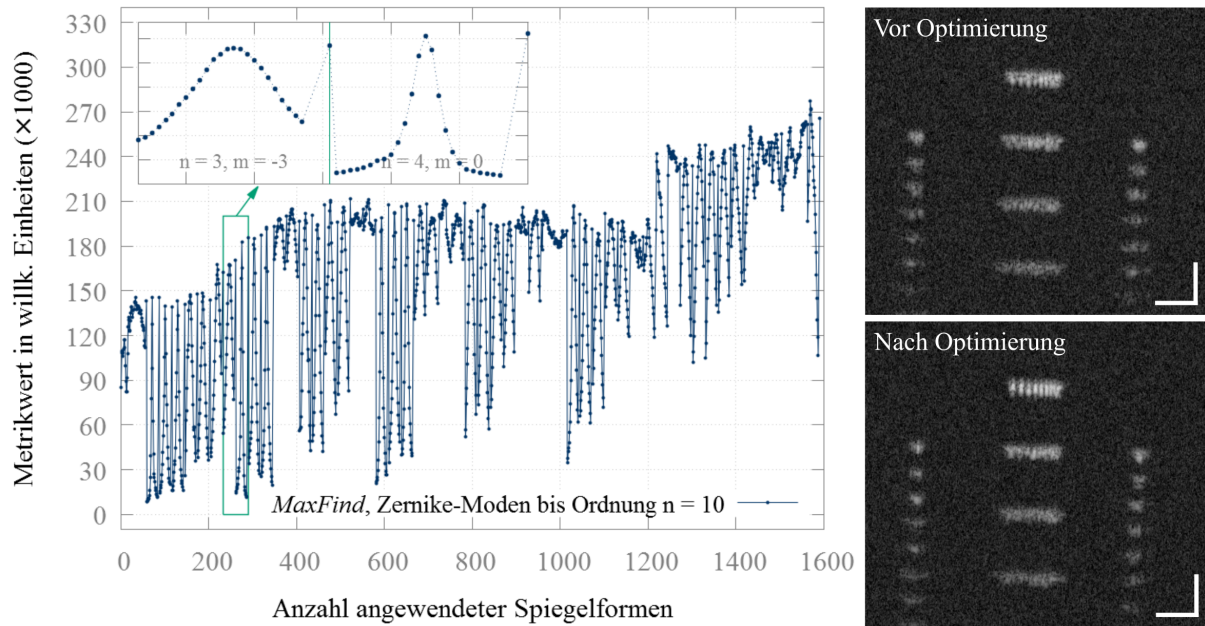 Metrikwert in willk. Einheiten (×1000)
330
300
270
240
210
180
150
120
90
60
30
0
n = 3, m = -3
n = 4, m = 0
MaxFind, Zernike-Moden bis Ordnung n = 10
0 200 400 600 800 1000 1200 1400 1600
Anzahl angewendeter Spiegelformen
Vor Optimierung
Nach Optimierung